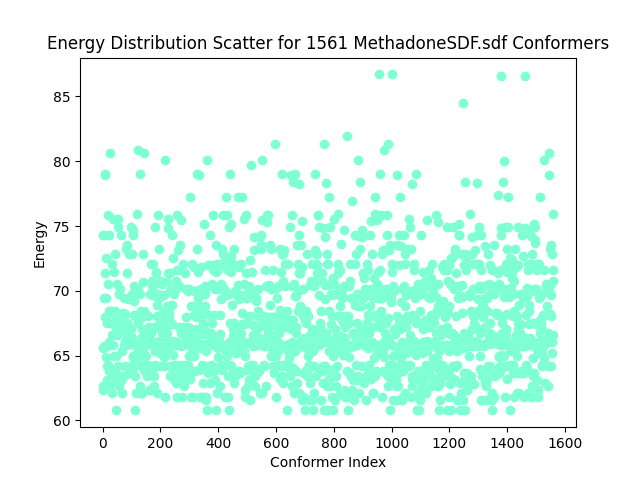 Energy Distribution Scatter for 1561 MethadoneSDF.sdf Conformers
85
80
75
70
65
60
Energy
0 200 400 600 800 1000 1200 1400 1600
Conformer Index